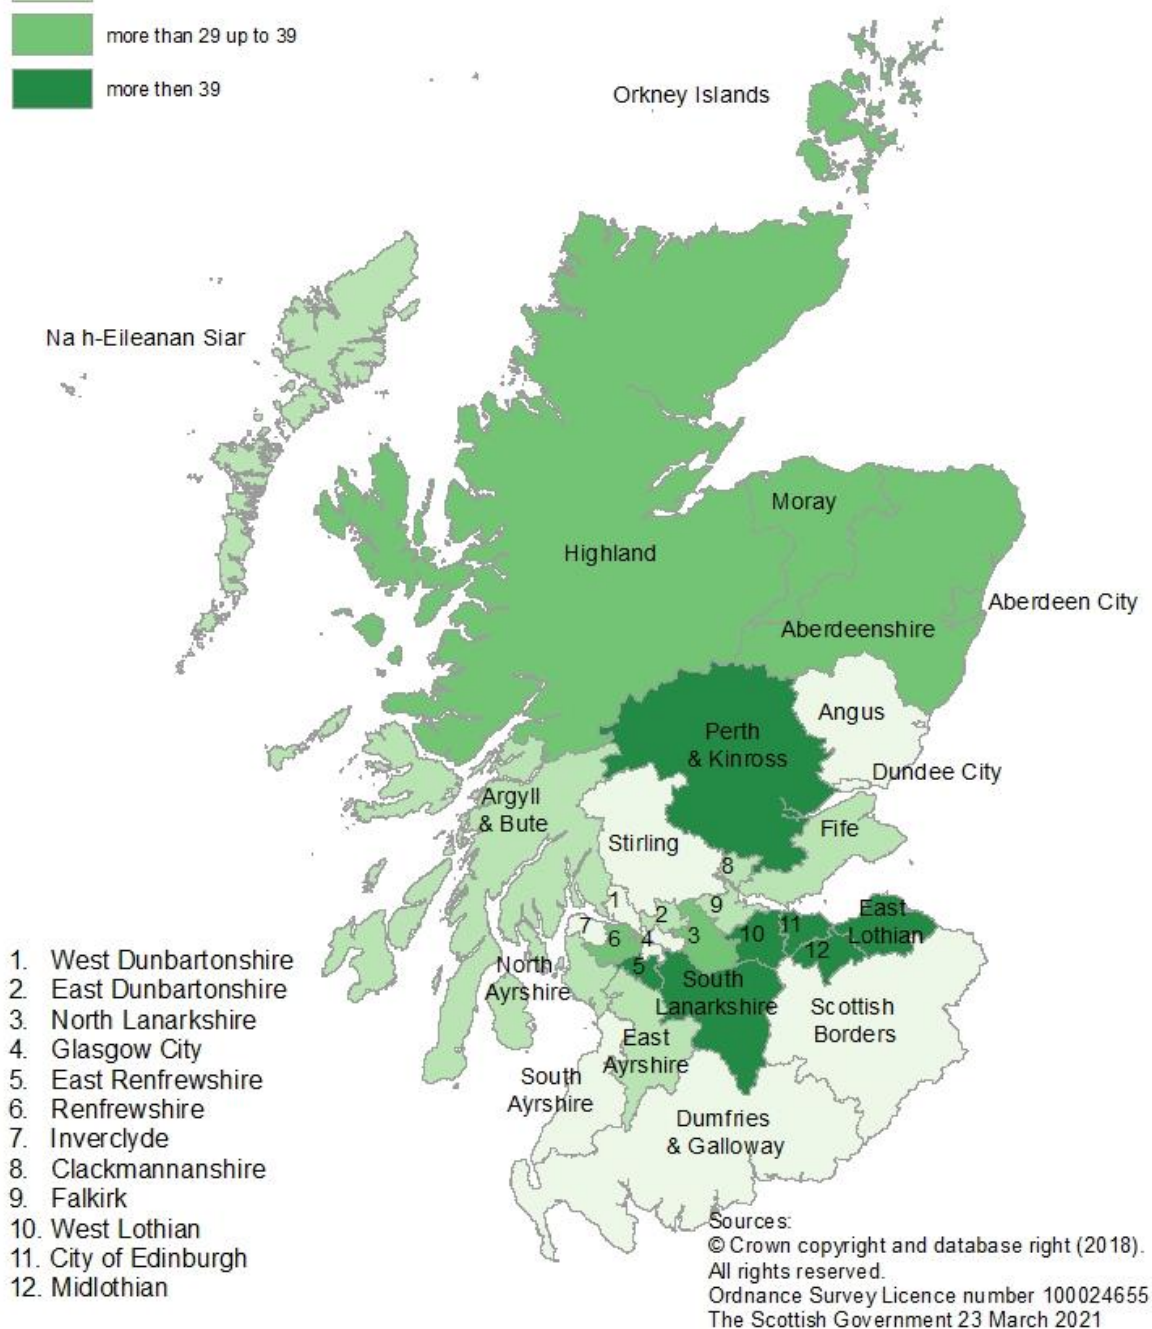 more than 29 up to 39
more then 39
Orkney Islands
Na h-Eileanan Siar
Moray
Highland
Aberdeen City
Aberdeenshire
Angus
Perth
& Kinross
Dundee City
Argyll
& Bute
Fife
Stirling
8
1
2
9
7
6
4
3
10
11
12
East
Lothian
5
North
Ayrshire
South
Lanarkshire
Scottish
Borders
East
Ayrshire
South
Ayrshire
Dumfries
& Galloway
1. West Dunbartonshire
2. East Dunbartonshire
3. North Lanarkshire
4. Glasgow City
5. East Renfrewshire
6. Renfrewshire
7. Inverclyde
8. Clackmannanshire
9. Falkirk
10. West Lothian
11. City of Edinburgh
12. Midlothian
Sources:
© Crown copyright and database right (2018).
All rights reserved.
Ordnance Survey Licence number 100024655
The Scottish Government 23 March 2021